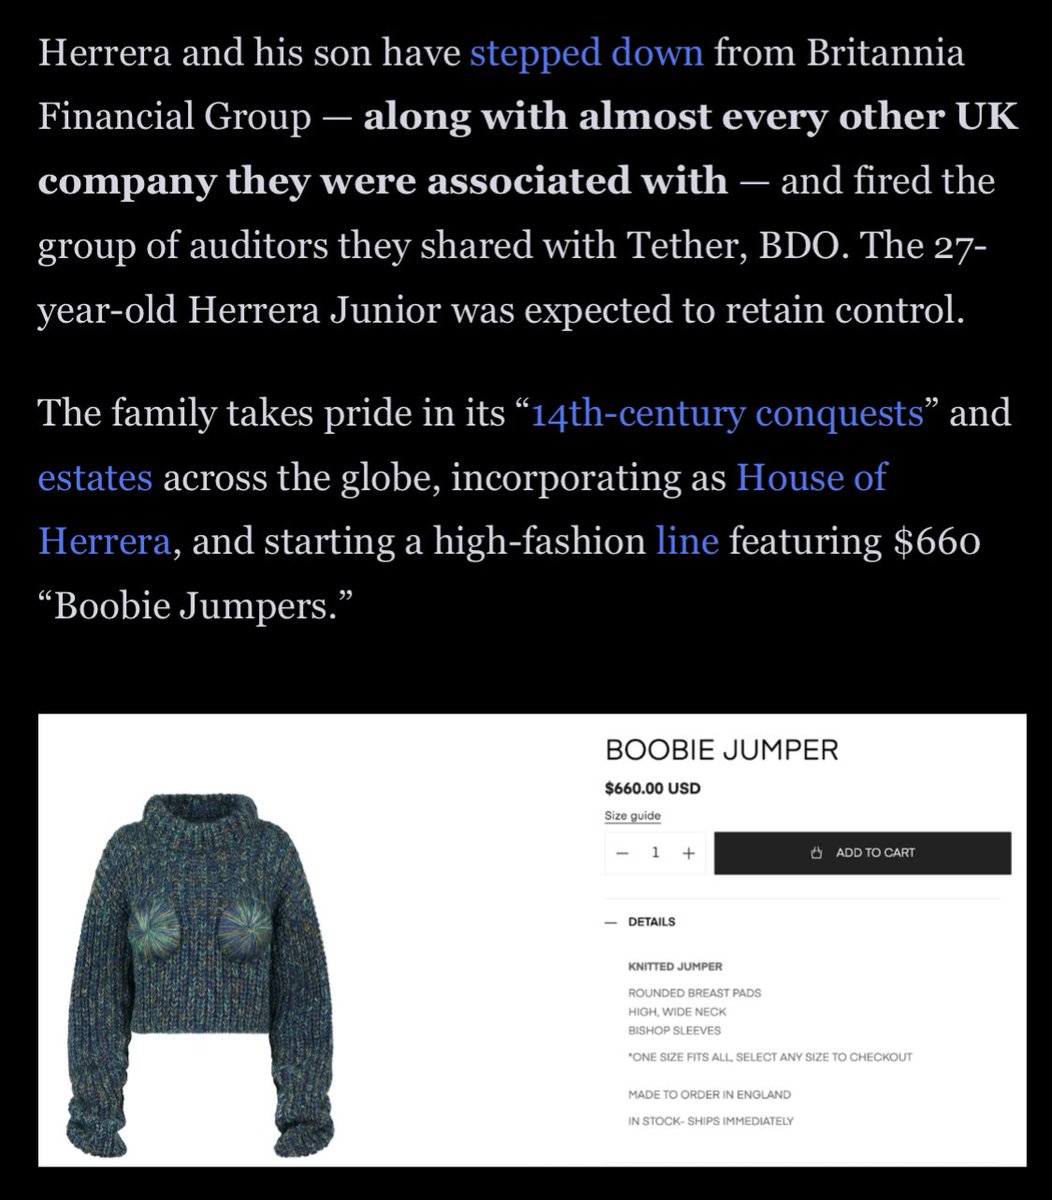 Herrera and his son have stepped down from Britannia
Financial Group — along with almost every other UK
company they were associated with — and fired the
group of auditors they shared with Tether, BDO. The 27-
year-old Herrera Junior was expected to retain control.
The family takes pride in its “14th-century conquests” and
estates across the globe, incorporating as House of
Herrera, and starting a high-fashion line featuring $660
“Boobie Jumpers.”
BOOBIE JUMPER
$660.00 USD
Size guide
— 1 + ADD TO CART
— DETAILS
KNITTED JUMPER
ROUNDED BREAST PADS
HIGH, WIDE NECK
BISHOP SLEEVES
*ONE SIZE FITS ALL, SELECT ANY SIZE TO CHECKOUT
MADE TO ORDER IN ENGLAND
IN STOCK- SHIPS IMMEDIATELY